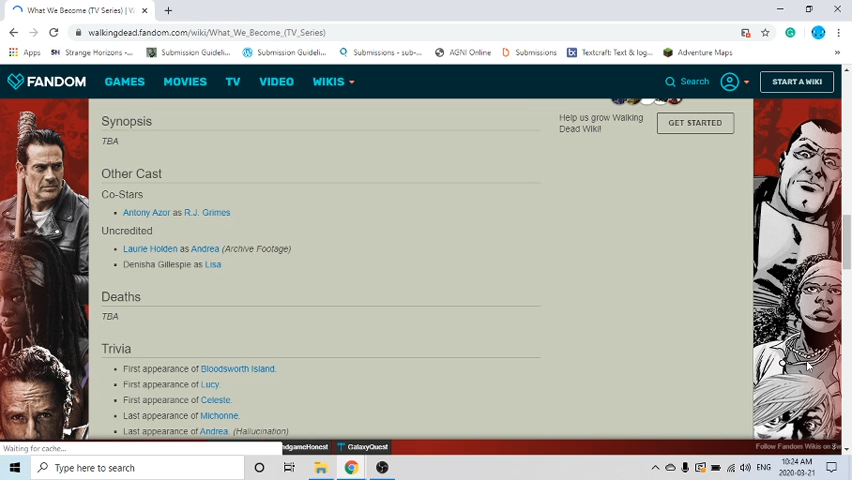 What We Become (TV Series) | W
walkingdead.fandom.com/wiki/What_We_Become_(TV_Series)
Apps
SH Strange Horizons...
Submission Guideli...
Submission Guideli...
Submissions - sub-...
AGNI Online
Submissions
bx Textcraft: Text & log...
Adventure Maps
FANDOM GAMES MOVIES TV VIDEO WIKIS Search START A WIKI
Synopsis
TBA
Help us grow Walking
Dead Wiki!
GET STARTED
Other Cast
Co-Stars
Antony Azor as R.J. Grimes
Uncredited
Laurie Holden as Andrea (Archive Footage)
Denisha Gillespie as Lisa
Deaths
TBA
Trivia
First appearance of Bloodsworth Island.
First appearance of Lucy.
First appearance of Celeste.
Last appearance of Michonne.
Last appearance of Andrea. (Hallucination)
Waiting for cache...
ndgameHonest
GalaxyQuest
Type here to search
ENG
10:24 AM
2020-03-21